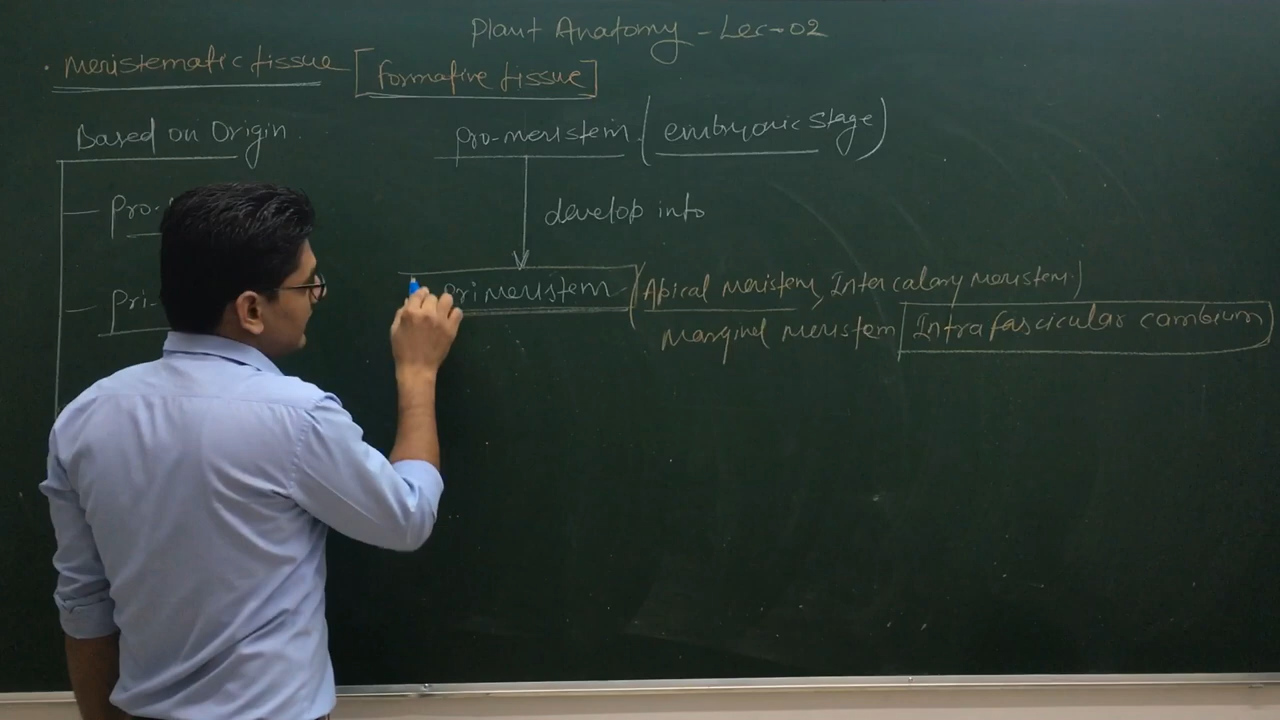 Plant Anatomy - Lec-02
. Meristematic tissue [Formative tissue]
Based on Origin
pro-meristem (embryonic stage)
pro-
develop into
pri-
pri meristem (Apical meristem, Intercalary meristem)
marginal meristem Intrafascicular cambium